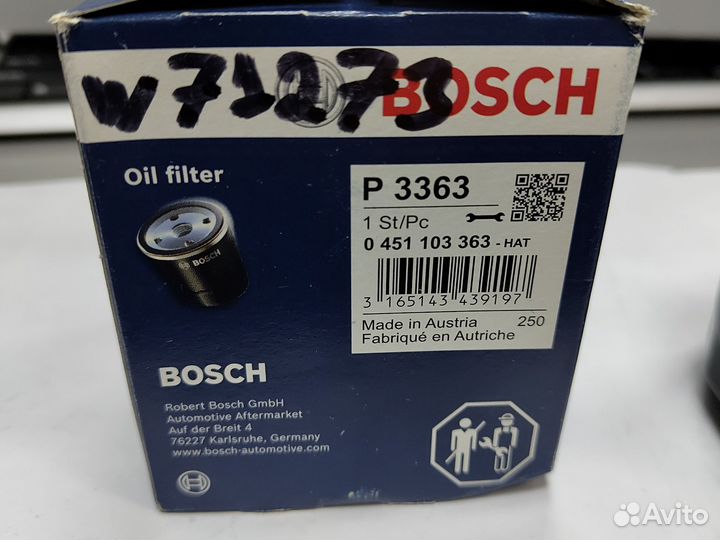 w71273 BOSCH
Oil filter
BOSCH
BOSCH
Robert Bosch GmbH
Automotive Aftermarket
Auf der Breit 4
76227 Karlsruhe, Germany
www.bosch-automotive.com
P 3363
1 St/Pc
0 451 103 363 - HAT
3 165143 439197
Made in Austria 250
Fabriqué en Autriche
Avito